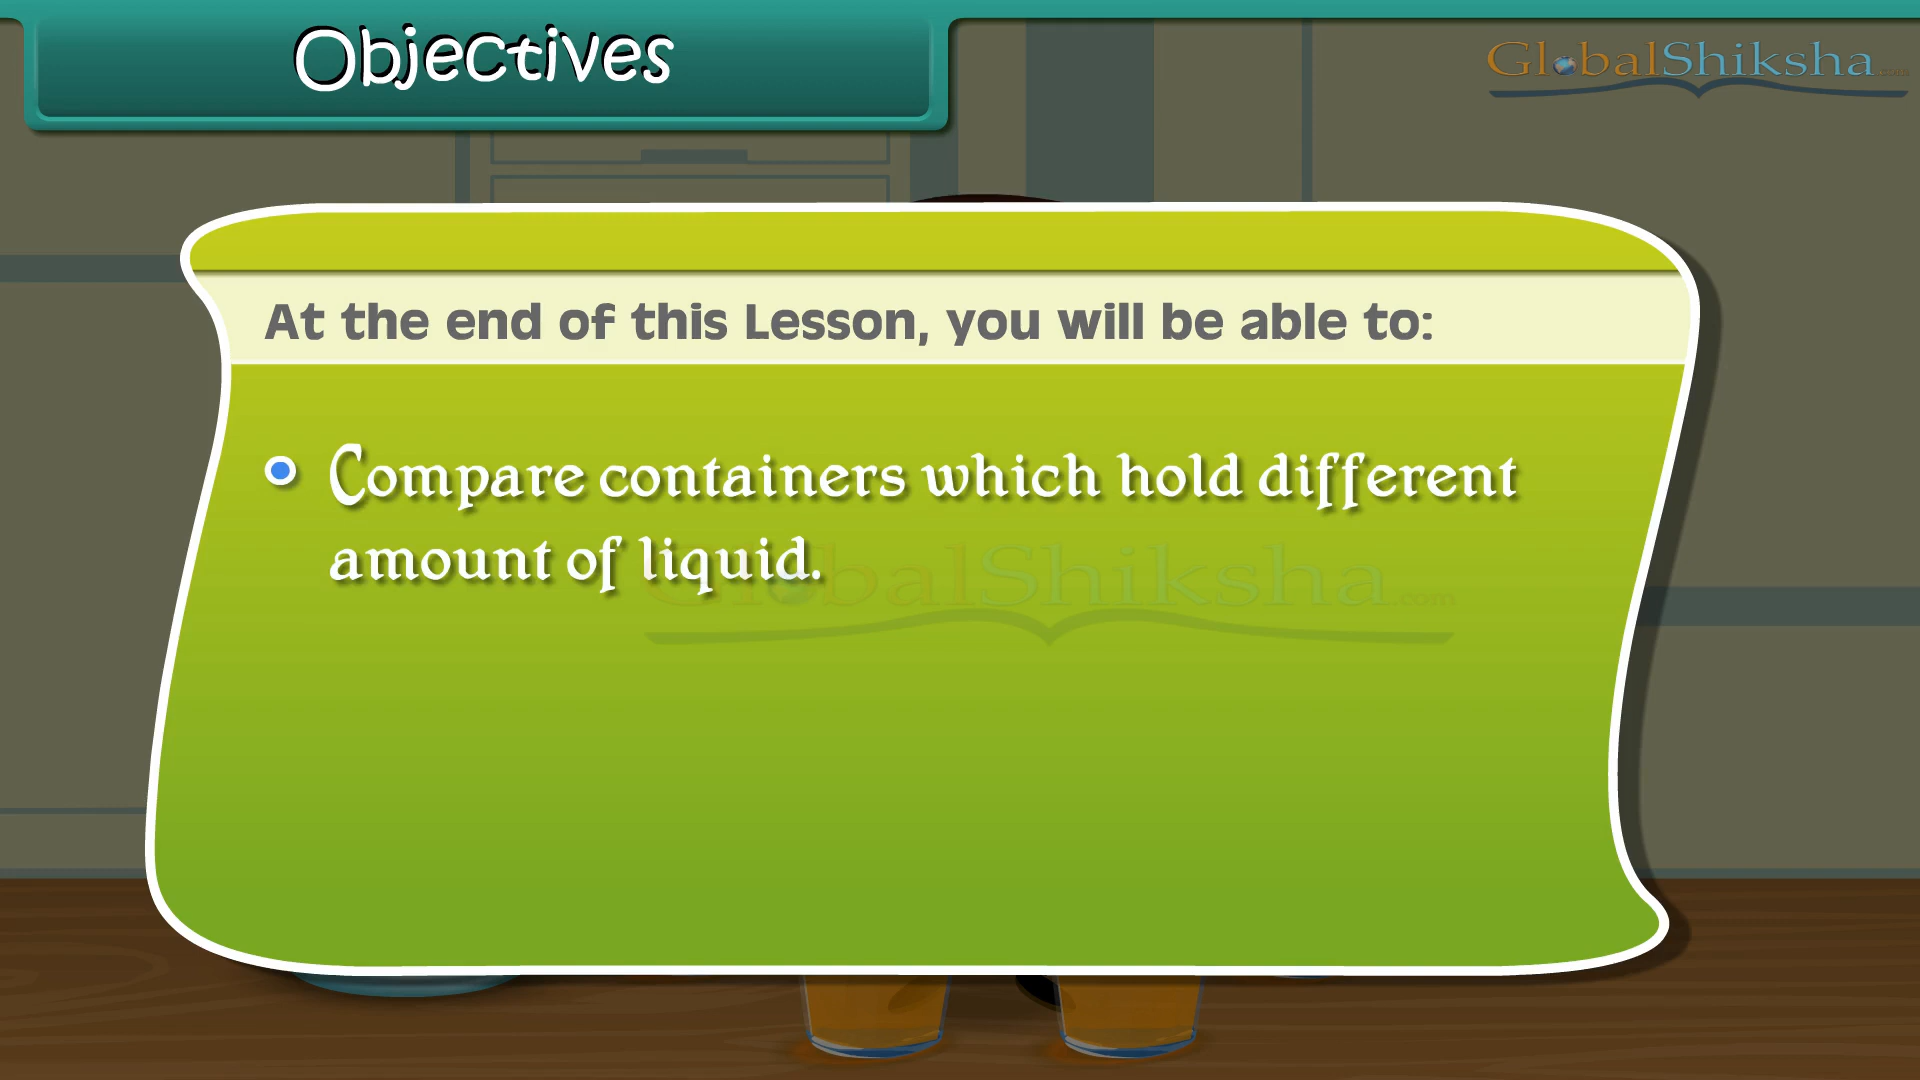 Objectives
GlobalShiksha.com
At the end of this Lesson, you will be able to:
Compare containers which hold different
amount of liquid.
GlobalShiksha.com